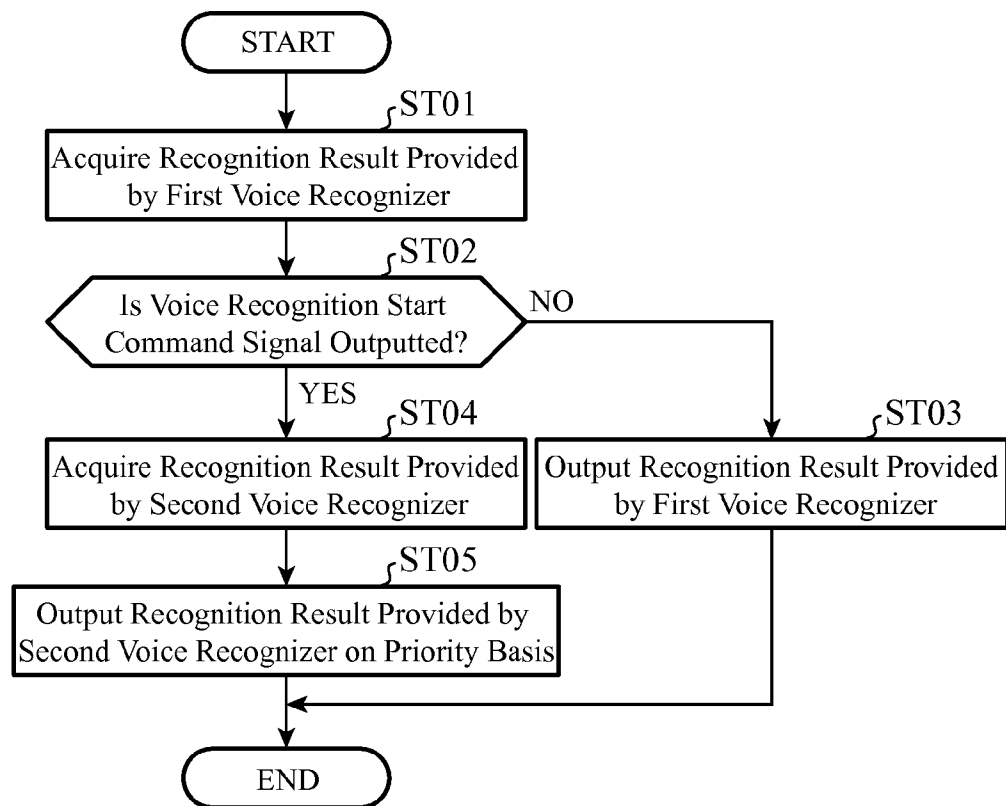 START
ST01
Acquire Recognition Result Provided
by First Voice Recognizer
ST02
Is Voice Recognition Start
Command Signal Outputted?
NO
YES
ST04
Acquire Recognition Result Provided
by Second Voice Recognizer
ST03
Output Recognition Result Provided
by First Voice Recognizer
ST05
Output Recognition Result Provided by
Second Voice Recognizer on Priority Basis
END